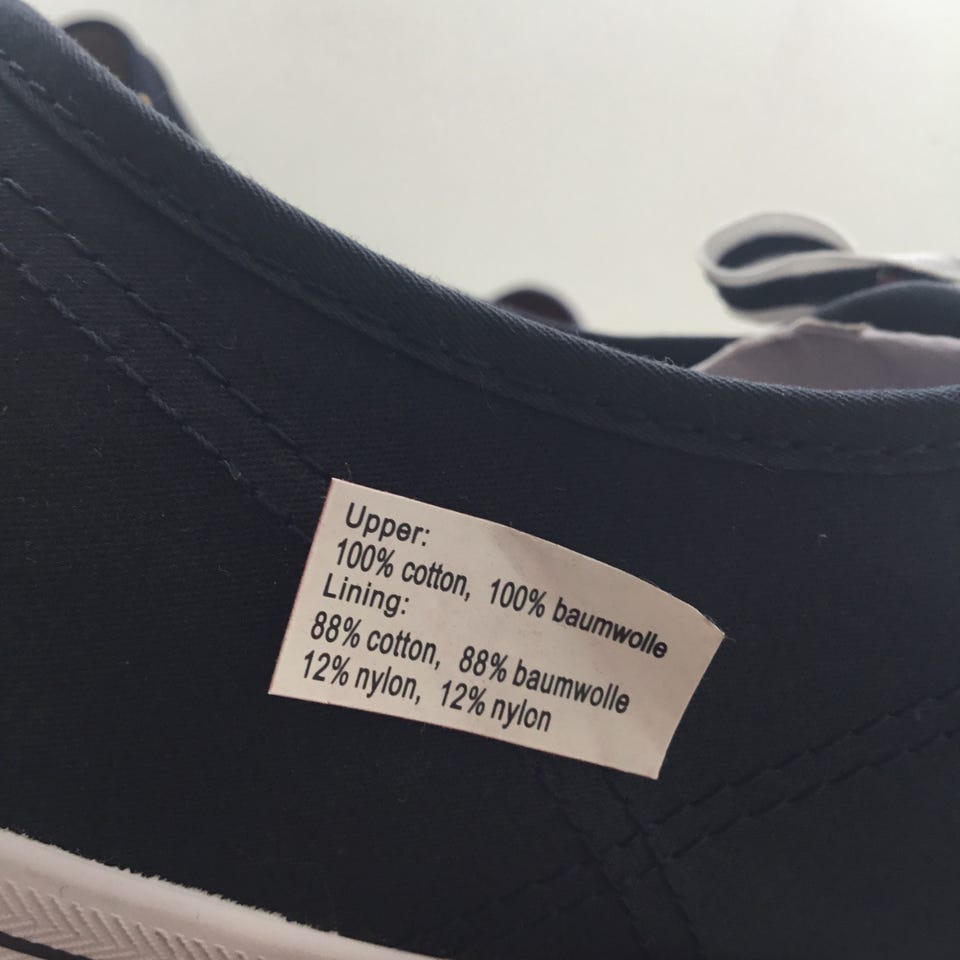 Upper:
100% cotton, 100% baumwolle
Lining:
88% cotton, 88% baumwolle
12% nylon, 12% nylon